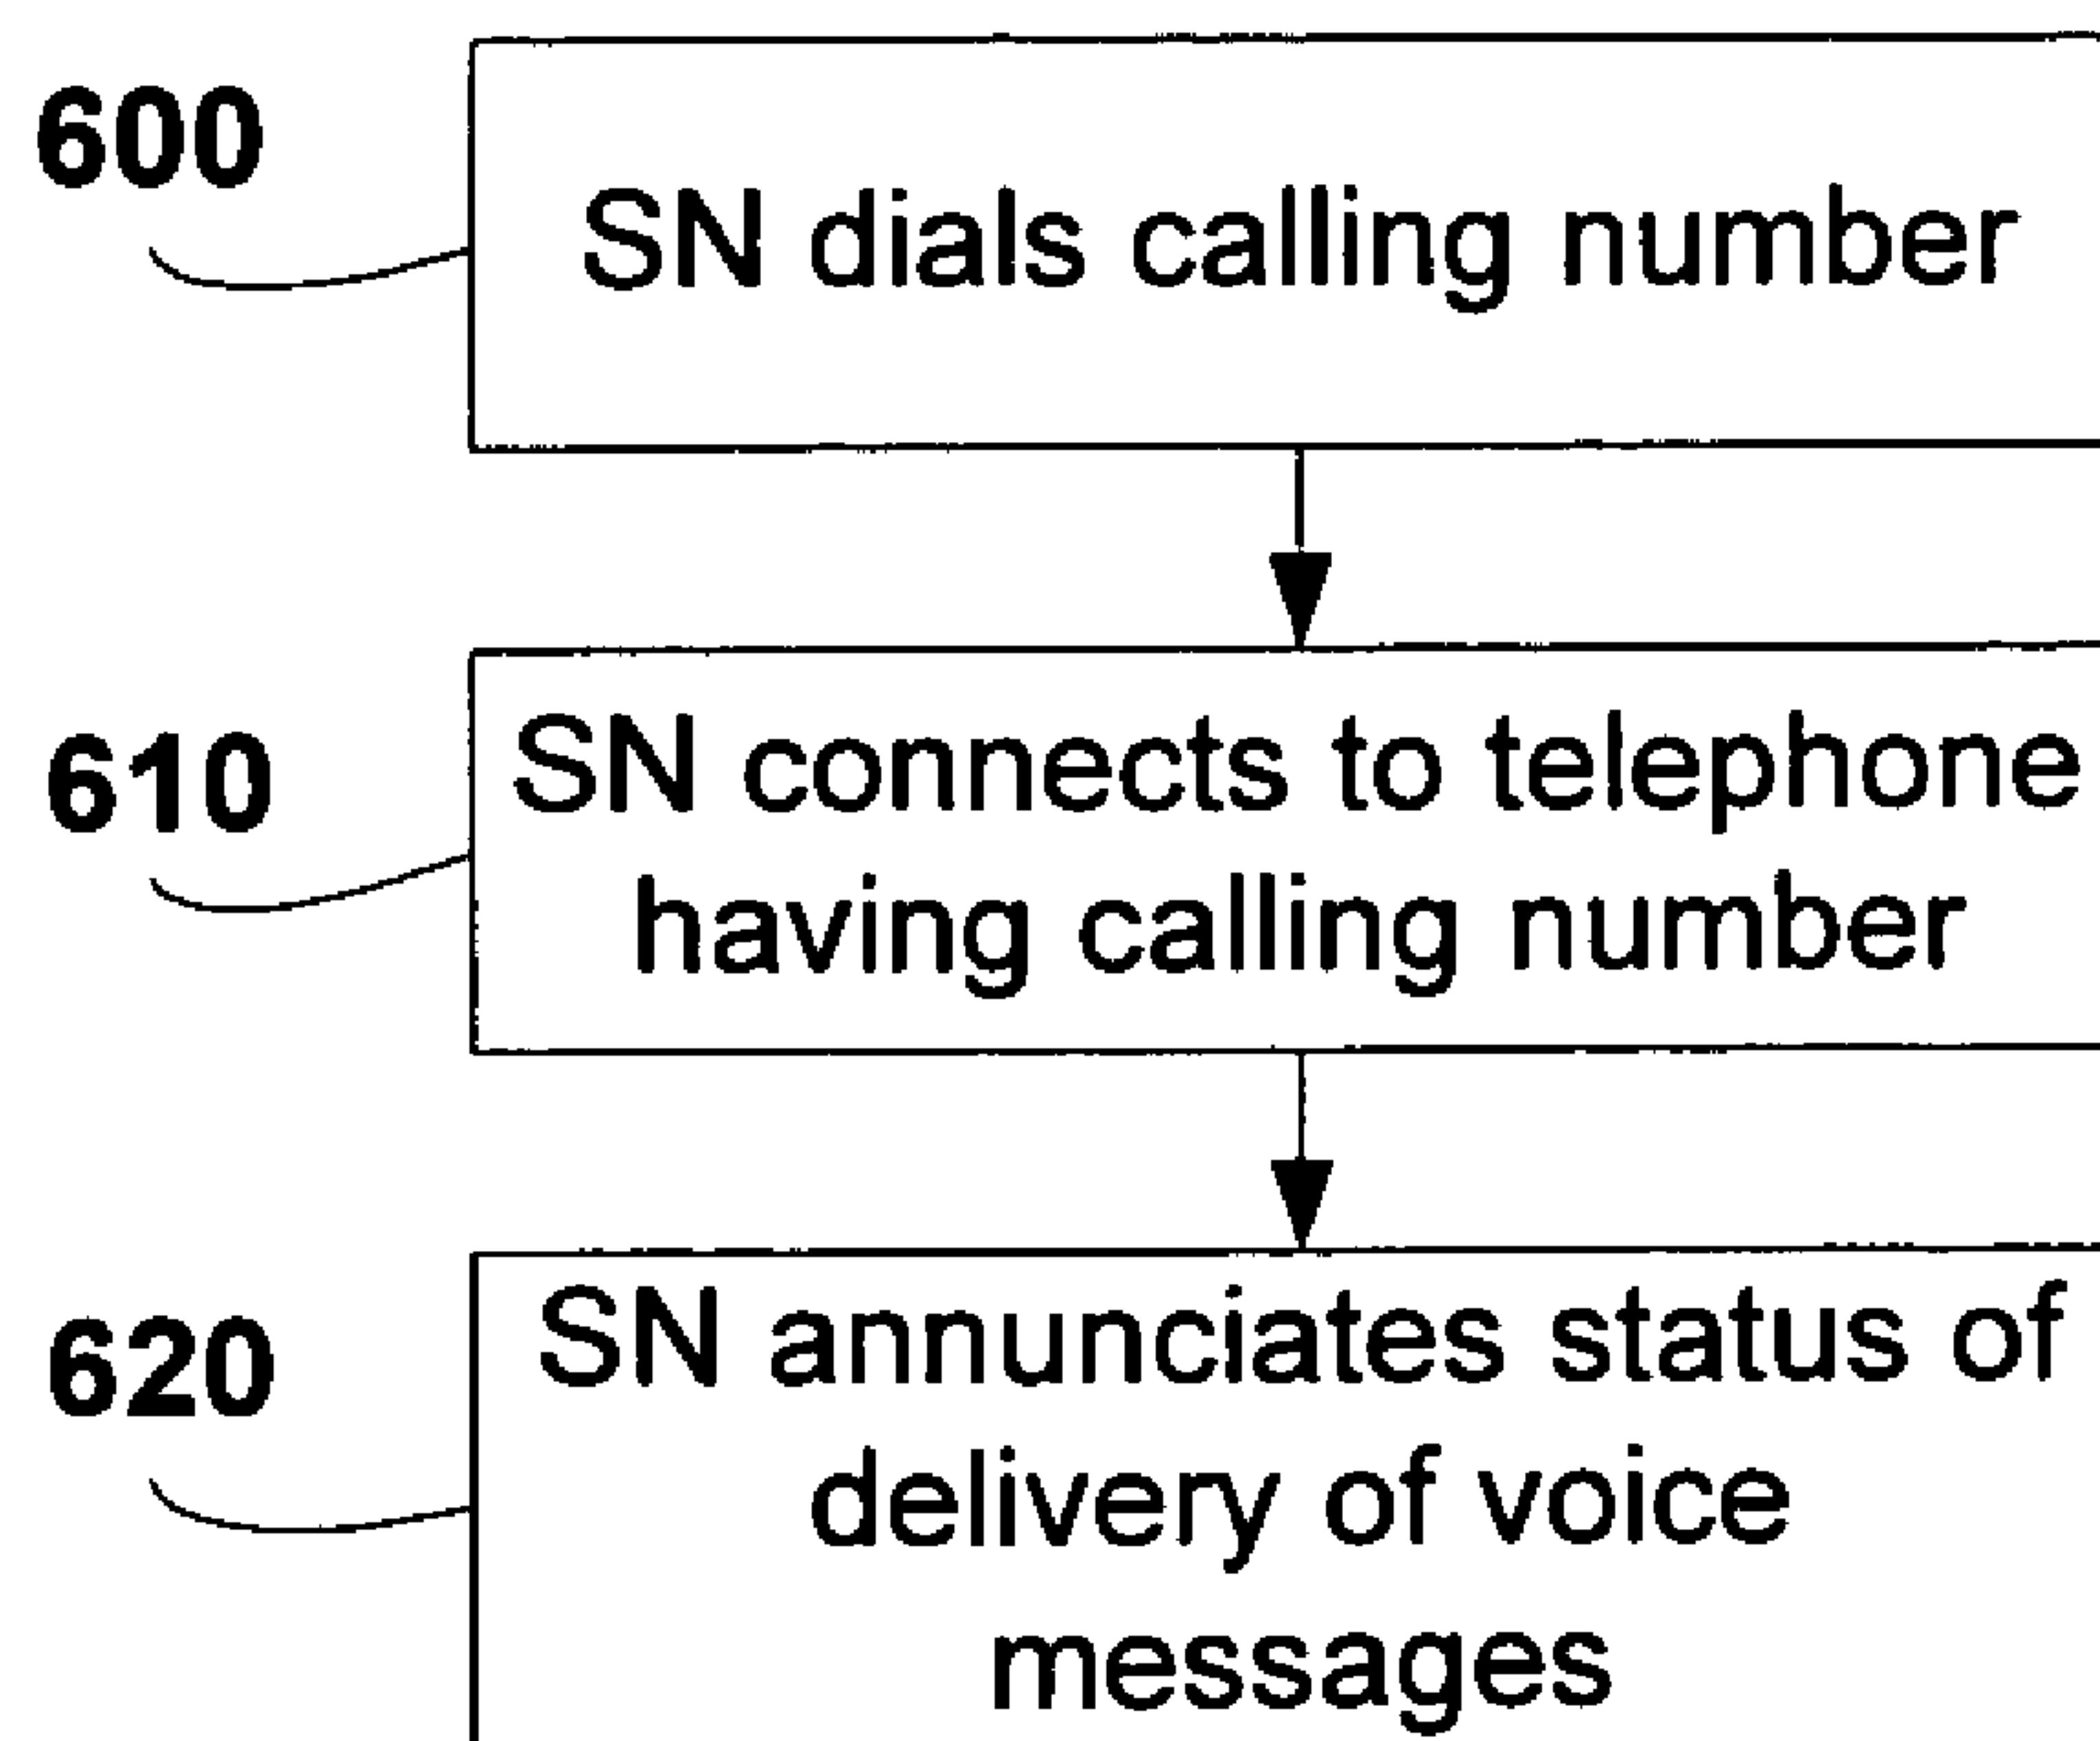 600
SN dials calling number
610
SN connects to telephone
having calling number
620
SN annunciates status of
delivery of voice
messages